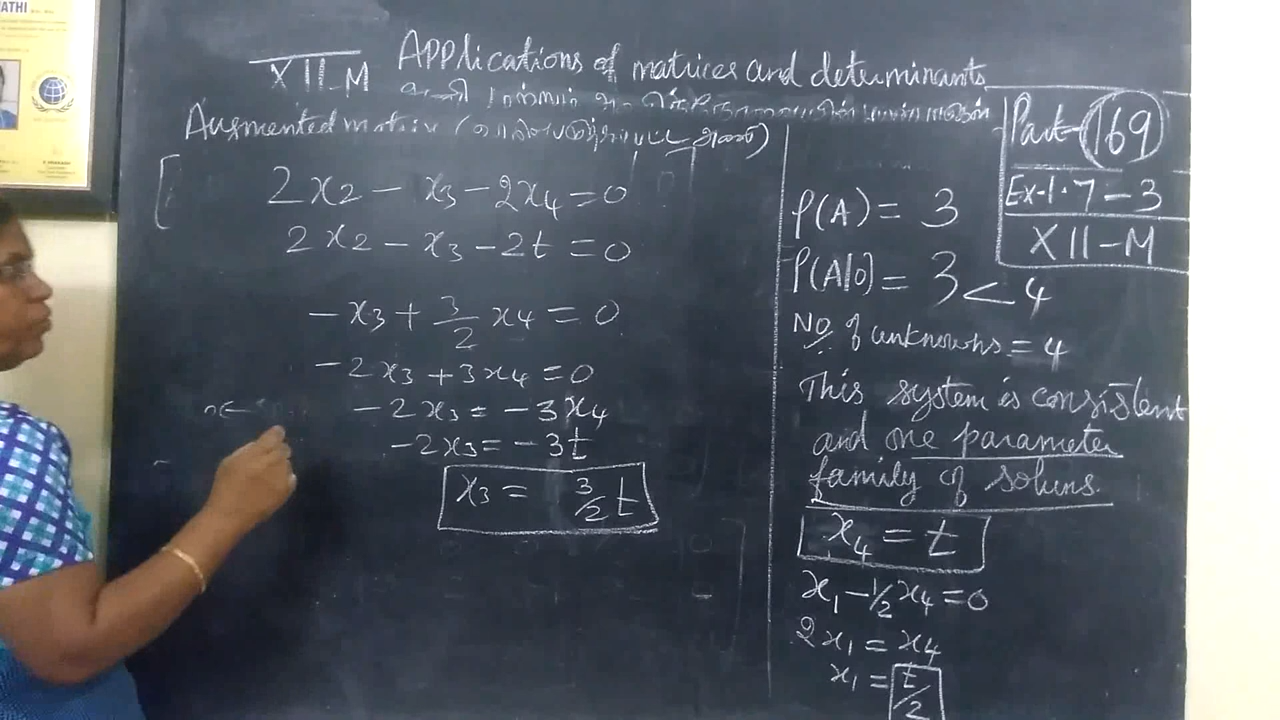 ATHI
XII-M Applications of matrices and determinants
Augmented matrix (
2x₂ - x₃ - 2x₄ = 0
2x₂ - x₃ - 2t = 0
-x₃ + 3/2 x₄ = 0
-2x₃ + 3x₄ = 0
-2x₃ = -3x₄
-2x₃ = -3t
x₃ = 3/2 t
Part-169
Ex-1.7-3
XII-M
ρ(A) = 3
ρ(A|0) = 3 < 4
No of unknowns = 4
This system is consistent
and one parameter
family of soluns.
x₄ = t
x₁ - 1/2 x₄ = 0
2x₁ = x₄
x₁ = t/2